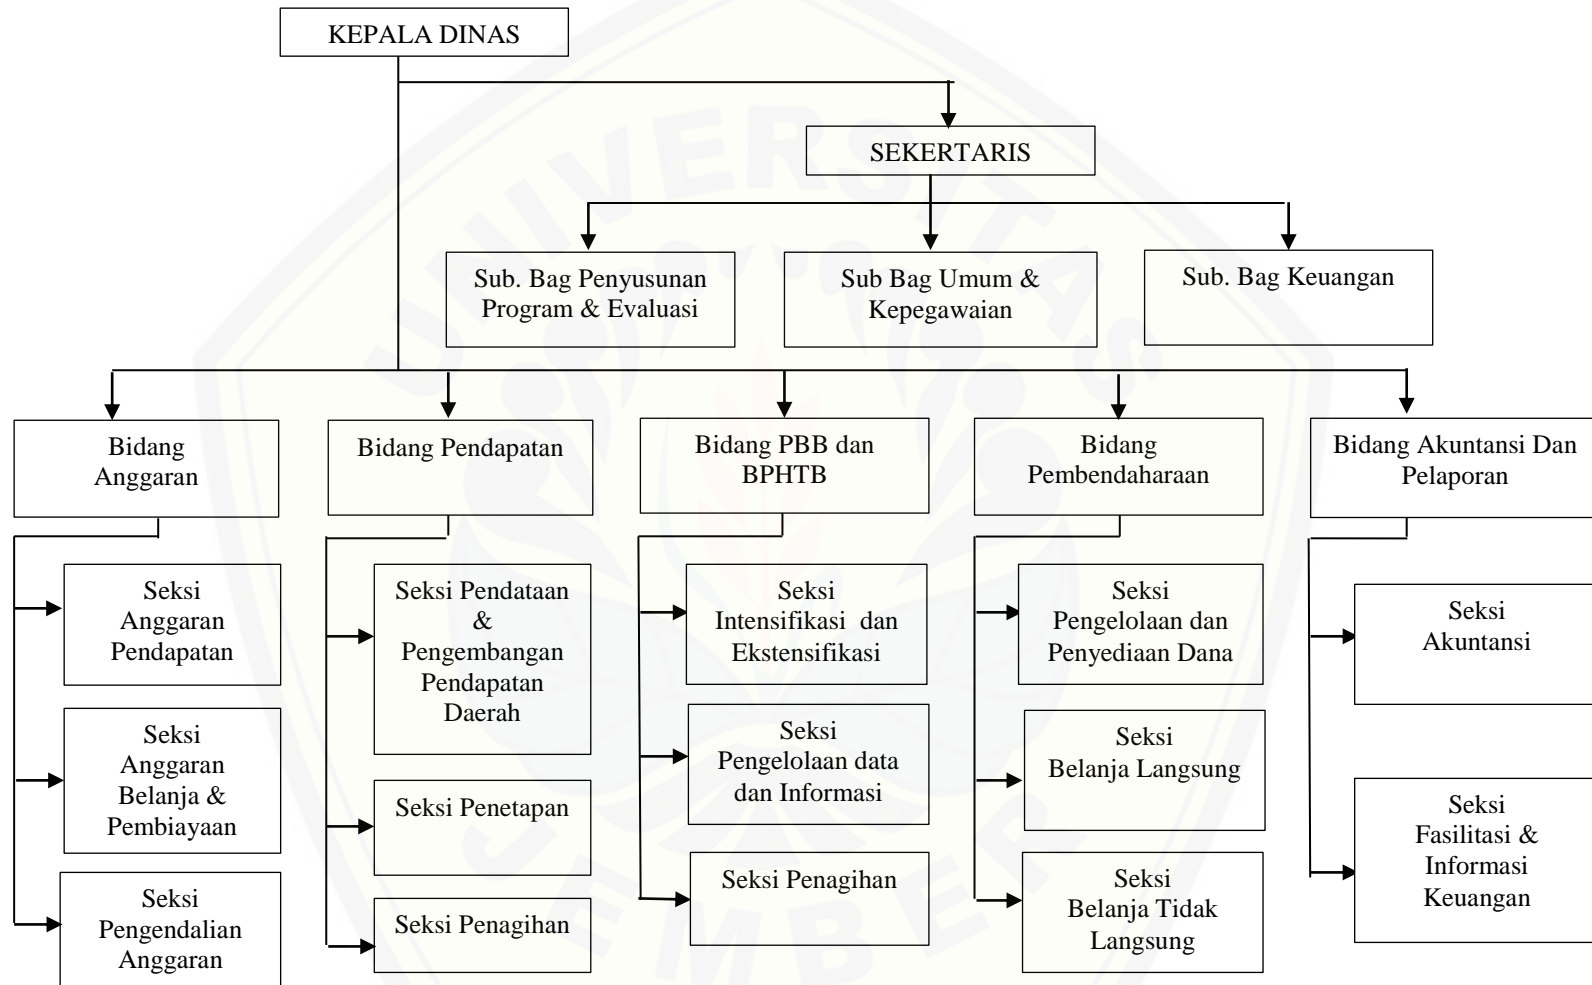 KEPALA DINAS
SEKERTARIS
Sub. Bag Penyusunan
Program & Evaluasi
Sub Bag Umum &
Kepegawaian
Sub. Bag Keuangan
Bidang
Anggaran
Bidang Pendapatan
Bidang PBB dan
BPHTB
Bidang
Pembendaharaan
Bidang Akuntansi Dan
Pelaporan
Seksi
Anggaran
Pendapatan
Seksi
Anggaran
Belanja &
Pembiayaan
Seksi
Pengendalian
Anggaran
Seksi Pendataan
&
Pengembangan
Pendapatan
Daerah
Seksi Penetapan
Seksi Penagihan
Seksi
Intensifikasi dan
Ekstensifikasi
Seksi
Pengelolaan data
dan Informasi
Seksi Penagihan
Seksi
Pengelolaan dan
Penyediaan Dana
Seksi
Belanja Langsung
Seksi
Belanja Tidak
Langsung
Seksi
Akuntansi
Seksi
Fasilitasi &
Informasi
Keuangan
UNIVERSITAS
JEMBER